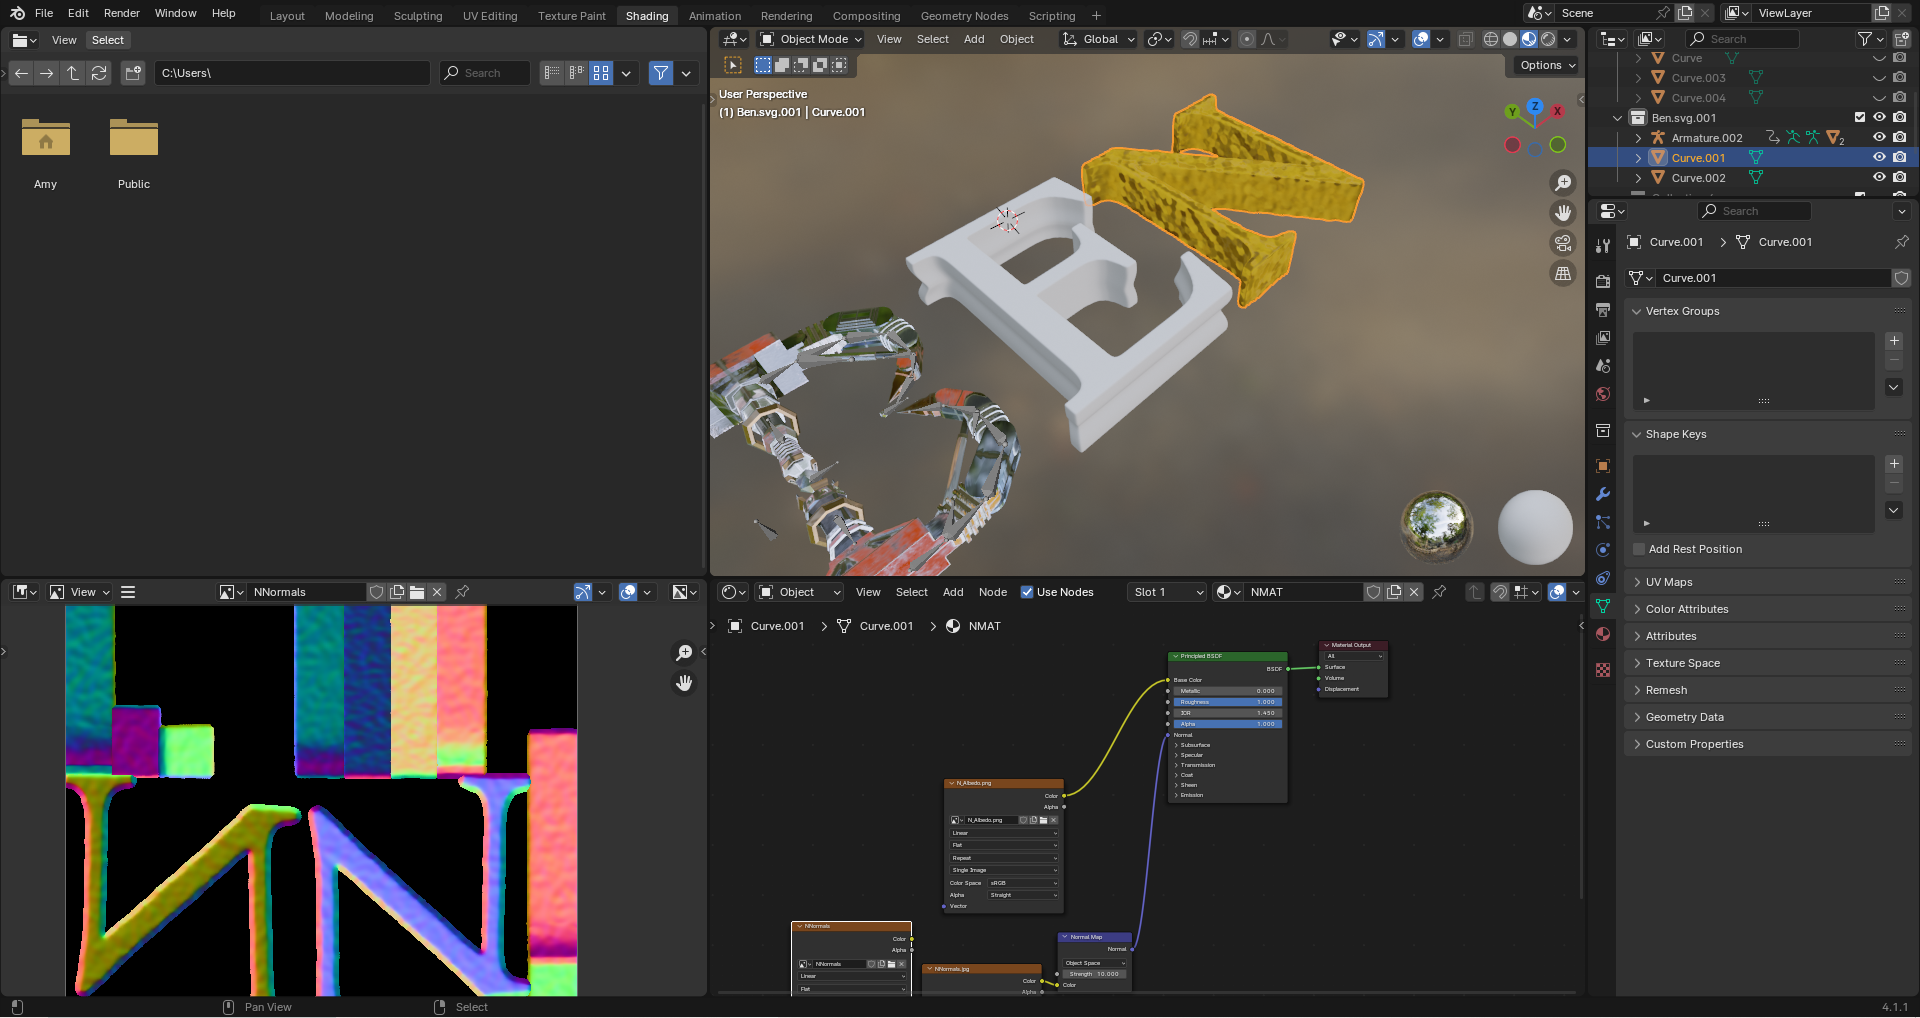 File Edit Render Window Help Layout Modeling Sculpting UV Editing Texture Paint Shading Animation Rendering Compositing Geometry Nodes Scripting + Scene ViewLayer
View Select
C:\Users\ Search
Amy Public
Object Mode View Select Add Object Global
Options
User Perspective
(1) Ben.svg.001 | Curve.001
Z
Y
X
Search
Curve
Curve.003
Curve.004
Ben.svg.001
Armature.002 2
Curve.001
Curve.002
Search
Curve.001 Curve.001
Curve.001
Vertex Groups
Shape Keys
Add Rest Position
UV Maps
Color Attributes
Attributes
Texture Space
Remesh
Geometry Data
Custom Properties
View NNormals
Object View Select Add Node Use Nodes Slot 1 NMAT
Curve.001 Curve.001 NMAT
Material Output
All
Surface
Volume
Displacement
Principled BSDF
BSDF
Base Color
Metallic 0.000
Roughness 1.000
IOR 1.450
Alpha 1.000
Normal
Subsurface
Specular
Transmission
Coat
Sheen
Emission
N_Albedo.png
Color
Alpha
N_Albedo.png
Linear
Flat
Repeat
Single Image
Color Space sRGB
Alpha Straight
Vector
NNormals
Color
Alpha
NNormals
Linear
Flat
NNormals.jpg
Color
Alpha
Normal Map
Normal
Object Space
Strength 10.000
Color
Pan View Select 4.1.1